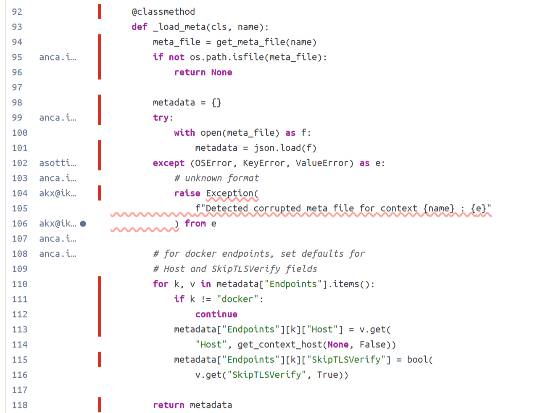 92 @classmethod
93 def _load_meta(cls, name):
94 meta_file = get_meta_file(name)
95 anca.i… if not os.path.isfile(meta_file):
96 return None
97
98 metadata = {}
99 anca.i… try:
100 with open(meta_file) as f:
101 metadata = json.load(f)
102 asotti… except (OSError, KeyError, ValueError) as e:
103 anca.i… # unknown format
104 akx@ik… raise Exception(
105 f"Detected corrupted meta file for context {name} : {e}"
106 akx@ik… ) from e
107 anca.i…
108 anca.i… # for docker endpoints, set defaults for
109 # Host and SkipTLSVerify fields
110 for k, v in metadata["Endpoints"].items():
111 if k != "docker":
112 continue
113 metadata["Endpoints"][k]["Host"] = v.get(
114 "Host", get_context_host(None, False))
115 metadata["Endpoints"][k]["SkipTLSVerify"] = bool(
116 v.get("SkipTLSVerify", True))
117
118 return metadata